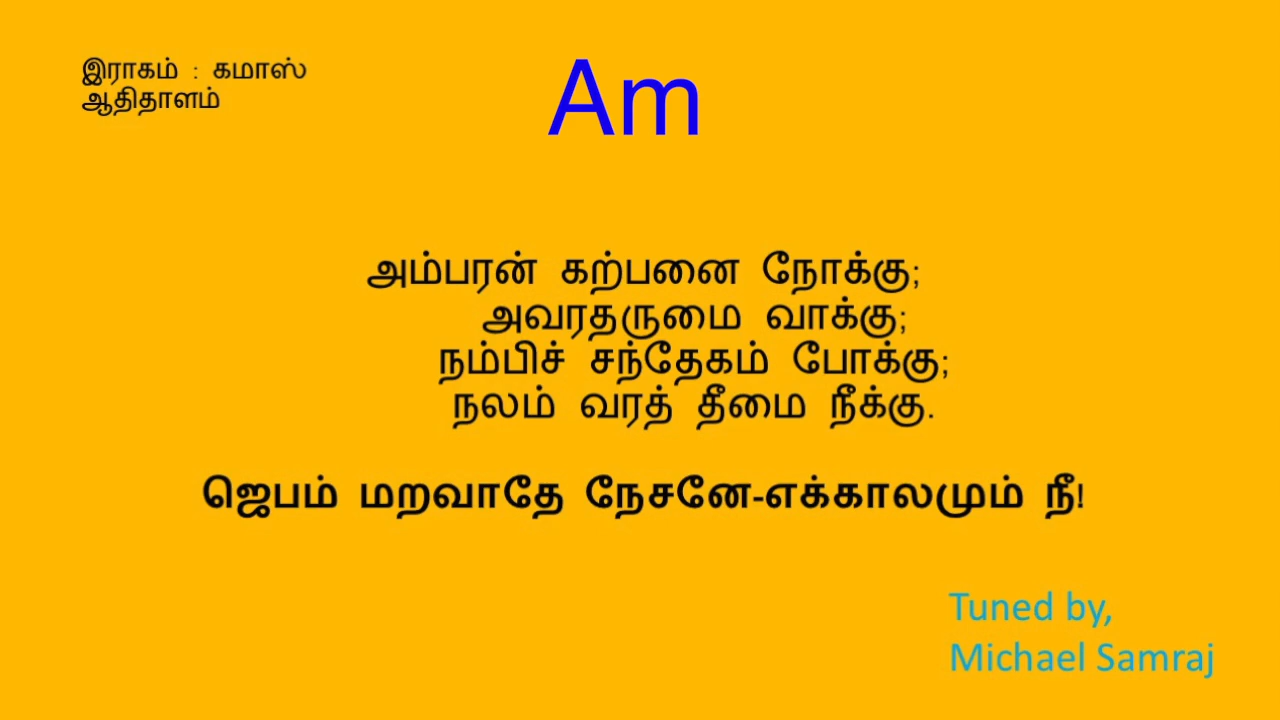 இராகம் : கமாஸ்
ஆதிதாளம்
Am
அம்பரன் கற்பனை நோக்கு;
அவரதருமை வாக்கு;
நம்பிச் சந்தேகம் போக்கு;
நலம் வரத் தீமை நீக்கு.
ஜெபம் மறவாதே நேசனே-எக்காலமும் நீ!
Tuned by,
Michael Samraj